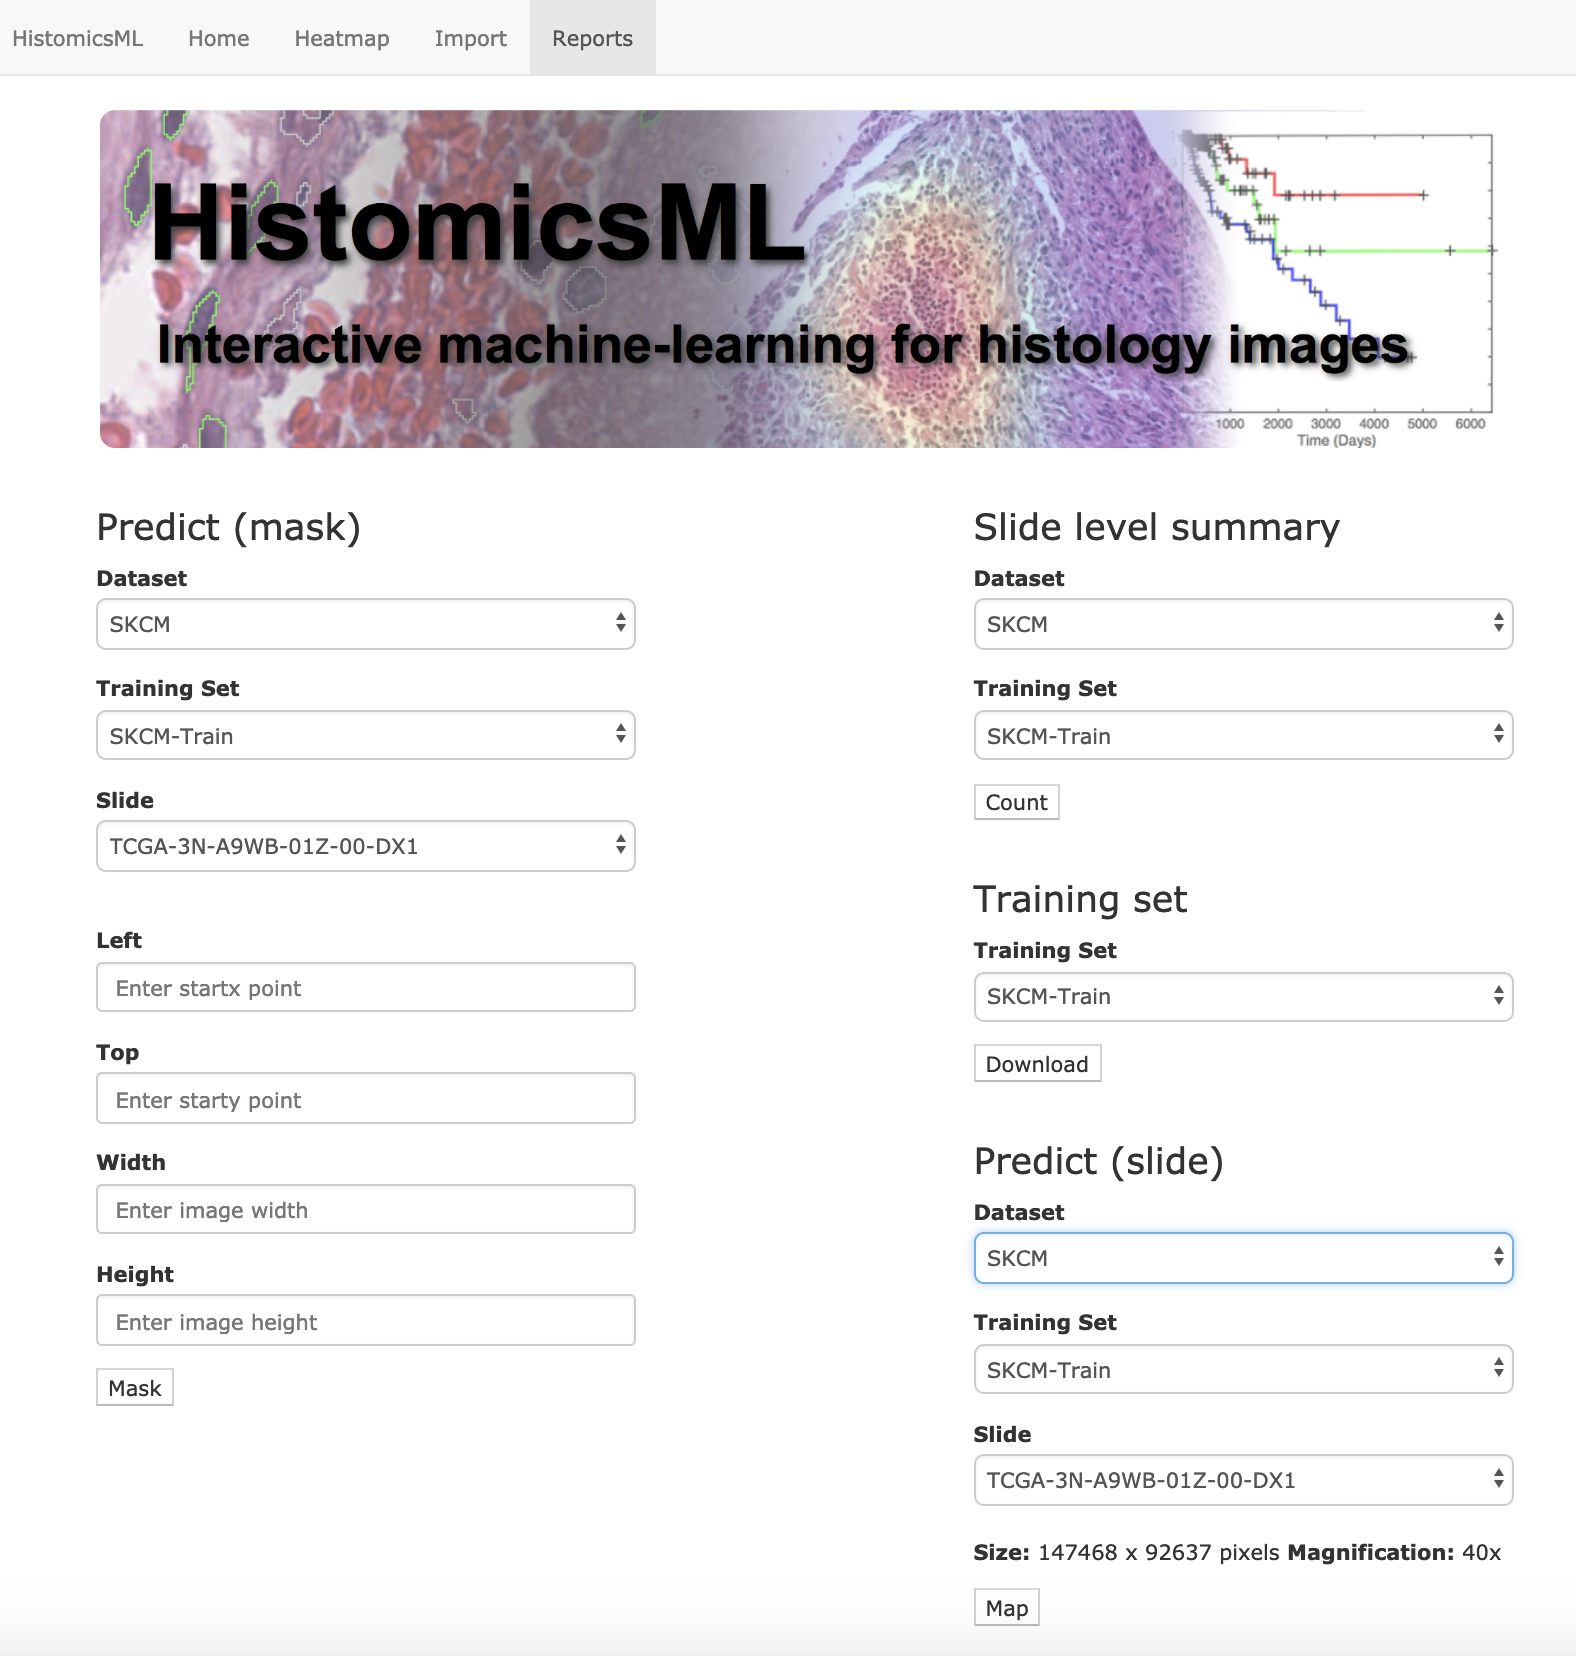 HistomicsML Home Heatmap Import Reports
HistomicsML
Interactive machine-learning for histology images
1000 2000 3000 4000 5000 6000
Time (Days)
Predict (mask)
Dataset
SKCM
Training Set
SKCM-Train
Slide
TCGA-3N-A9WB-01Z-00-DX1
Left
Enter startx point
Top
Enter starty point
Width
Enter image width
Height
Enter image height
Mask
Slide level summary
Dataset
SKCM
Training Set
SKCM-Train
Count
Training set
Training Set
SKCM-Train
Download
Predict (slide)
Dataset
SKCM
Training Set
SKCM-Train
Slide
TCGA-3N-A9WB-01Z-00-DX1
Size: 147468 x 92637 pixels Magnification: 40x
Map